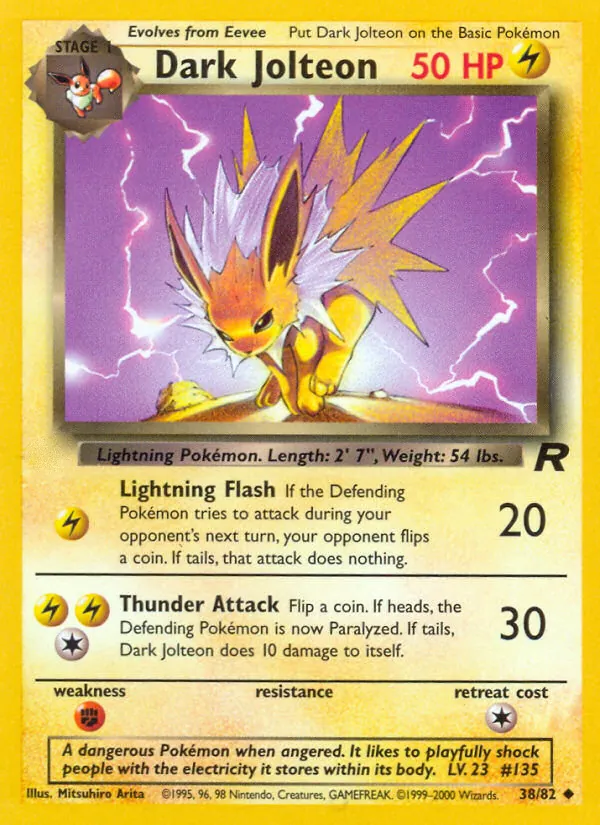 Evolves from Eevee Put Dark Jolteon on the Basic Pokémon
STAGE 1
Dark Jolteon 50 HP
Lightning Pokémon. Length: 2' 7", Weight: 54 lbs.
R
Lightning Flash If the Defending
Pokémon tries to attack during your
opponent's next turn, your opponent flips
a coin. If tails, that attack does nothing.
20
Thunder Attack Flip a coin. If heads, the
Defending Pokémon is now Paralyzed. If tails,
Dark Jolteon does 10 damage to itself.
30
weakness resistance retreat cost
A dangerous Pokémon when angered. It likes to playfully shock
people with the electricity it stores within its body. LV. 23 #135
Illus. Mitsuhiro Arita ©1995, 96, 98 Nintendo, Creatures, GAMEFREAK. ©1999-2000 Wizards. 38/82